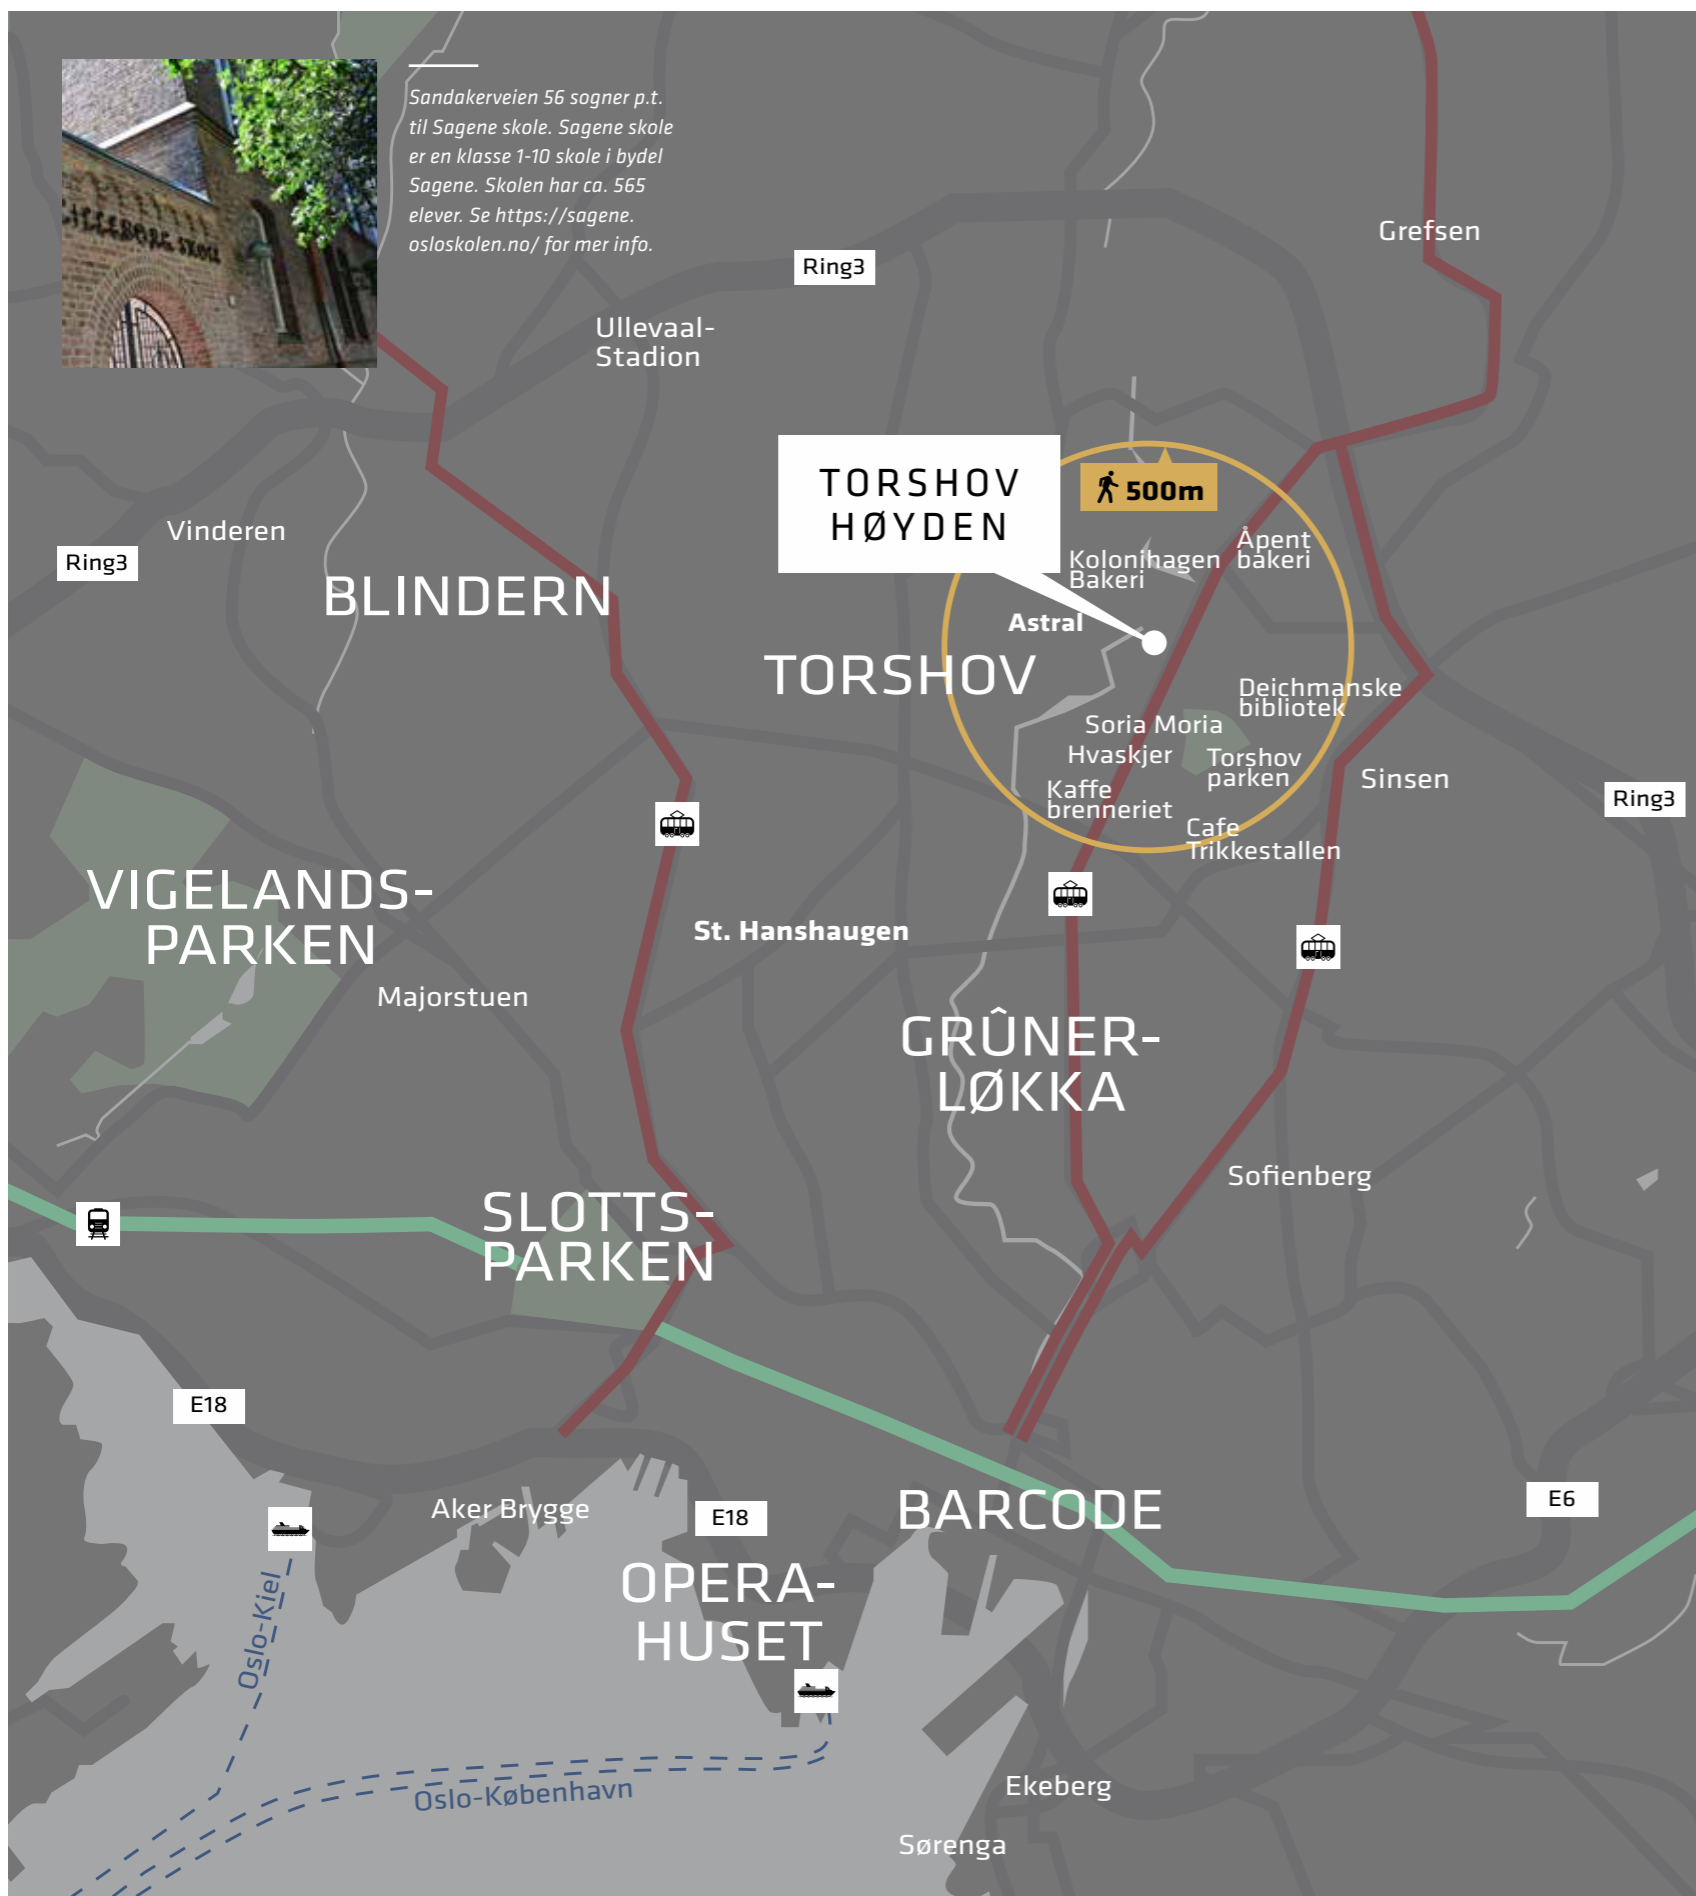 Sandakerveien 56 sogner p.t.
til Sagene skole. Sagene skole
er en klasse 1-10 skole i bydel
Sagene. Skolen har ca. 565
elever. Se https://sagene.
osloskolen.no/ for mer info.
Grefsen
Ring3
Ullevaal-
Stadion
TORSHOV
HØYDEN
500m
Vinderen
Ring3
Åpent
bakeri
Kolonihagen
Bakeri
BLINDERN
Astral
TORSHOV
Deichmanske
bibliotek
Soria Moria
Hvaskjer
Torshov
parken
Kaffe
brenneriet
Sinsen
Ring3
Cafe
Trikkestallen
VIGELANDS-
PARKEN
St. Hanshaugen
Majorstuen
GRÛNER-
LØKKA
Sofienberg
SLOTTS-
PARKEN
E18
Aker Brygge
E18
BARCODE
E6
OPERA-
HUSET
Oslo-Kiel
Oslo-København
Ekeberg
Sørenga